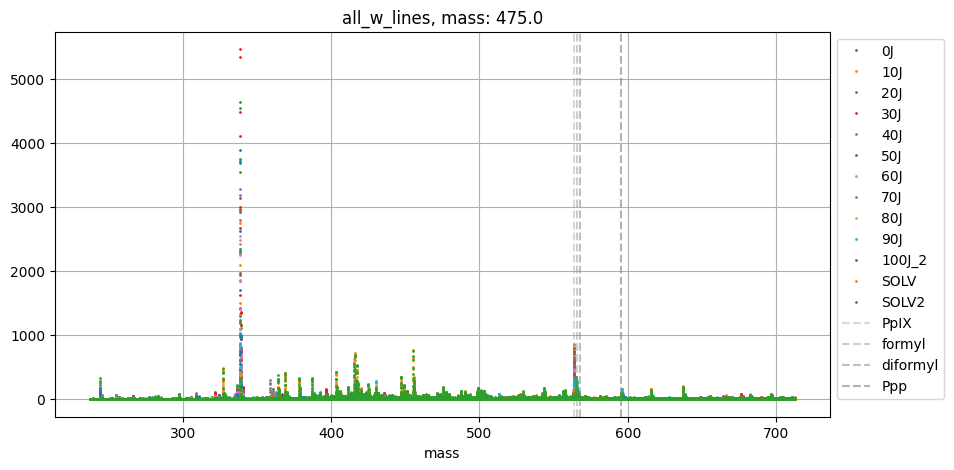 all_w_lines, mass: 475.0
5000
4000
3000
2000
1000
0
300
400
500
600
700
mass
0J
10J
20J
30J
40J
50J
60J
70J
80J
90J
100J_2
SOLV
SOLV2
PpIX
formyl
diformyl
Ppp